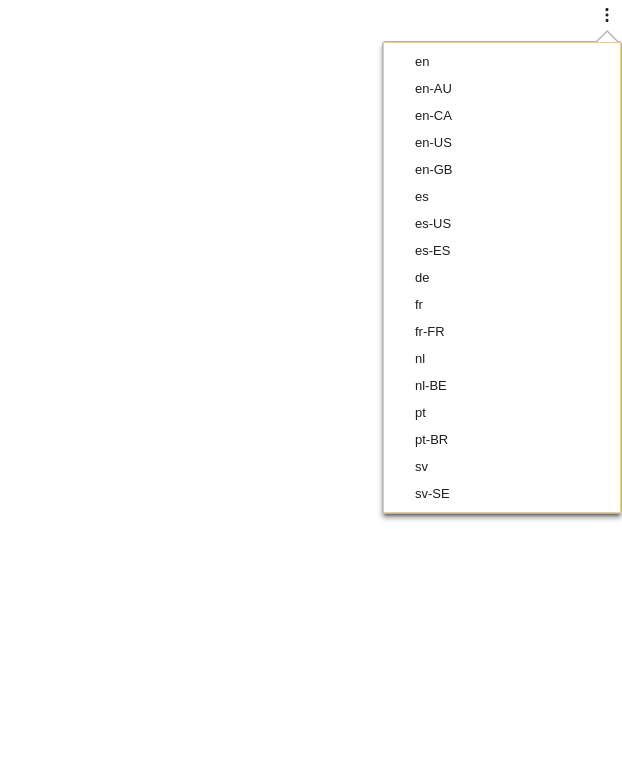 en
en-AU
en-CA
en-US
en-GB
es
es-US
es-ES
de
fr
fr-FR
nl
nl-BE
pt
pt-BR
sv
sv-SE